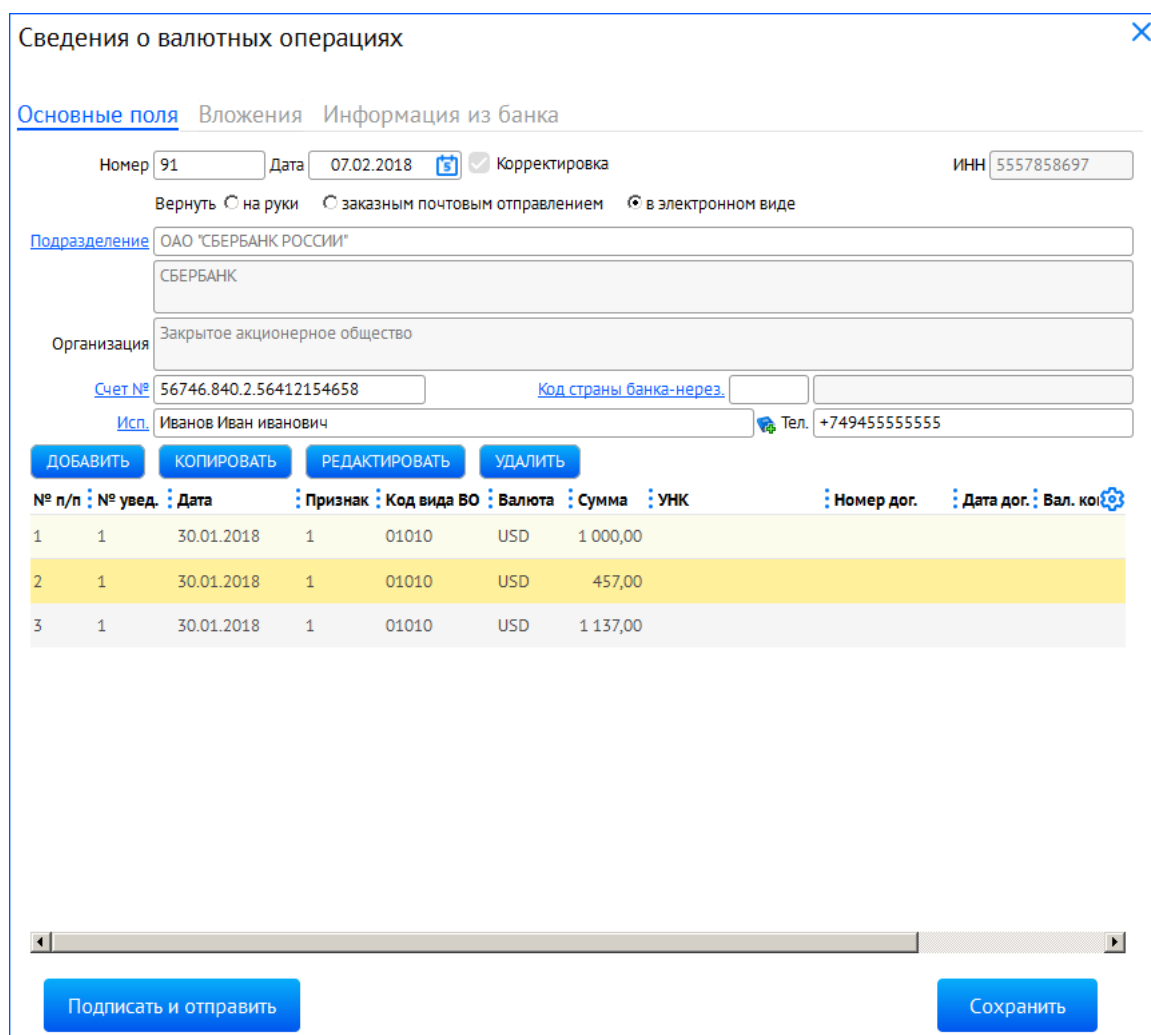 Сведения о валютных операциях
Основные поля Вложения Информация из банка
Номер 91 Дата 07.02.2018 5 Корректировка ИНН 5557858697
Вернуть на руки заказным почтовым отправлением в электронном виде
Подразделение ОАО "СБЕРБАНК РОССИИ"
СБЕРБАНК
Организация Закрытое акционерное общество
Счет № 56746.840.2.56412154658 Код страны банка-нерез.
Исп. Иванов Иван иванович Тел. +749455555555
ДОБАВИТЬ КОПИРОВАТЬ РЕДАКТИРОВАТЬ УДАЛИТЬ
№ п/п № увед. Дата Признак Код вида ВО Валюта Сумма УНК Номер дог. Дата дог. Вал. ко
1 1 30.01.2018 1 01010 USD 1 000,00
2 1 30.01.2018 1 01010 USD 457,00
3 1 30.01.2018 1 01010 USD 1 137,00
Подписать и отправить Сохранить